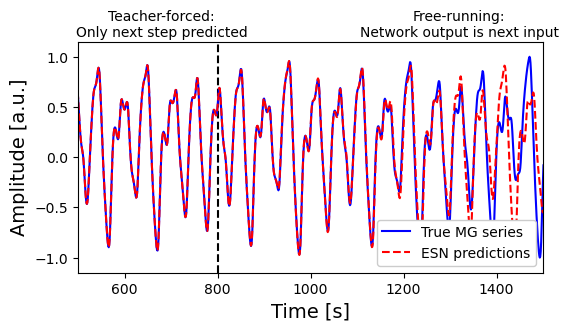 Teacher-forced:
Only next step predicted
Free-running:
Network output is next input
1.0
0.5
0.0
−0.5
−1.0
Amplitude [a.u.]
True MG series
ESN predictions
600
800
1000
1200
1400
Time [s]